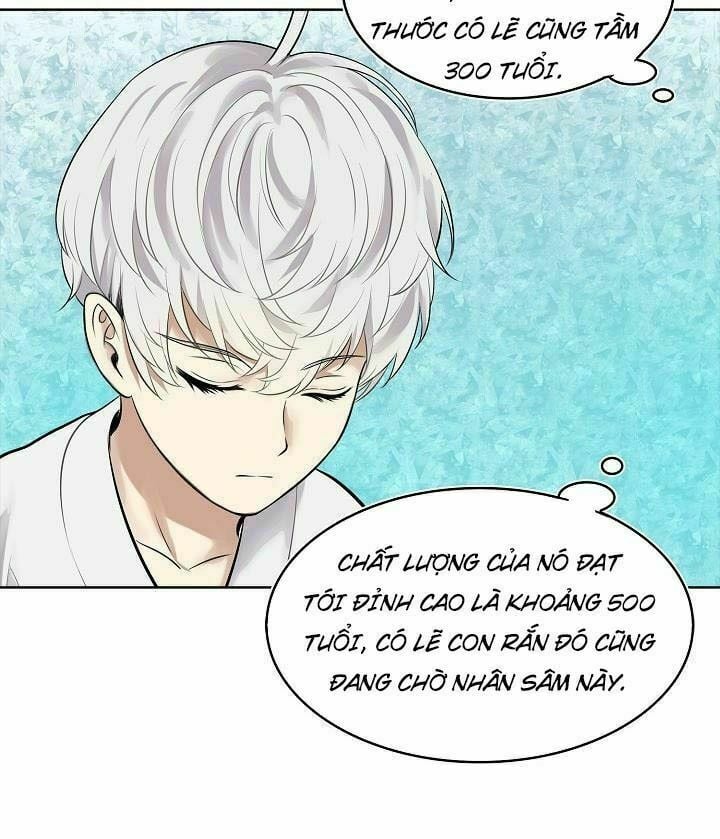 THƯỚC CÓ LẼ CŨNG TẦM
300 TUỔI.
CHẤT LƯỢNG CỦA NÓ ĐẠT
TỚI ĐỈNH CAO LÀ KHOẢNG 500
TUỔI, CÓ LẼ CON RẮN ĐÓ CŨNG
ĐANG CHỜ NHÂN SÂM NÀY.